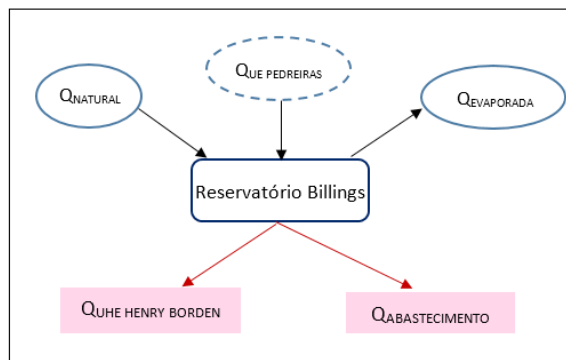 QNATURAL
QUE PEDREIRAS
QEVAPORADA
Reservatório Billings
QUHE HENRY BORDEN
QABASTECIMENTO